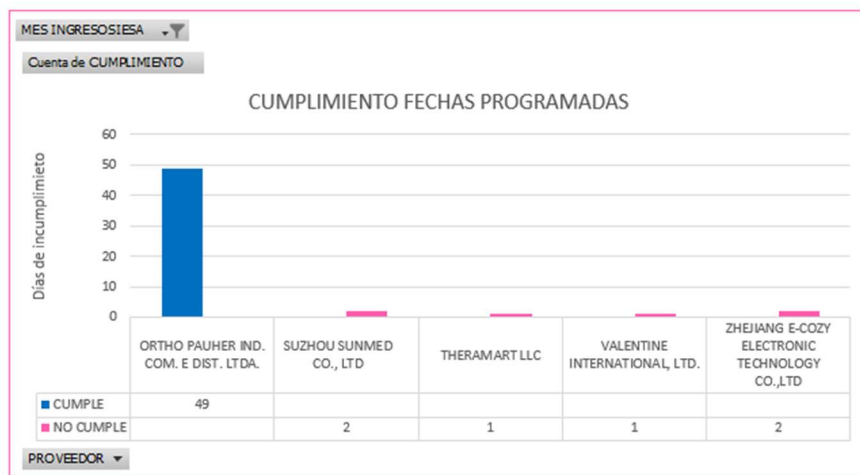 MES INGRESOSIESA
Cuenta de CUMPLIMIENTO
CUMPLIMIENTO FECHAS PROGRAMADAS
Días de incumplimieto
60
50
40
30
20
10
0
ORTHO PAUHER IND.
COM. E DIST. LTDA.
SUZHOU SUNMED
CO., LTD
THERAMART LLC
VALENTINE
INTERNATIONAL, LTD.
ZHEJIANG E-COZY
ELECTRONIC
TECHNOLOGY
CO.,LTD
CUMPLE 49
NO CUMPLE 2 1 1 2
PROVEEDOR